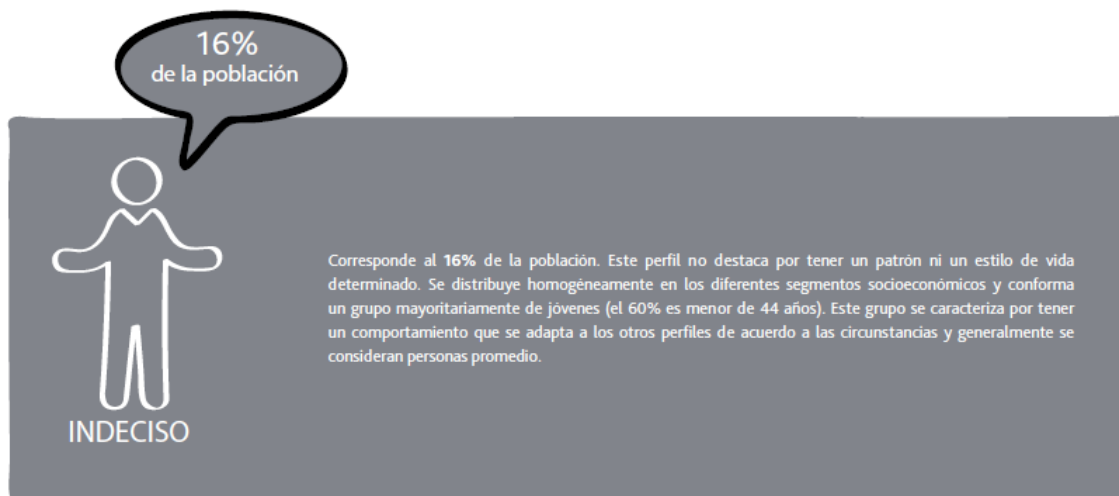 16%
de la población
Corresponde al 16% de la población. Este perfil no destaca por tener un patrón ni un estilo de vida
determinado. Se distribuye homogéneamente en los diferentes segmentos socioeconómicos y conforma
un grupo mayoritariamente de jóvenes (el 60% es menor de 44 años). Este grupo se caracteriza por tener
un comportamiento que se adapta a los otros perfiles de acuerdo a las circunstancias y generalmente se
consideran personas promedio.
INDECISO